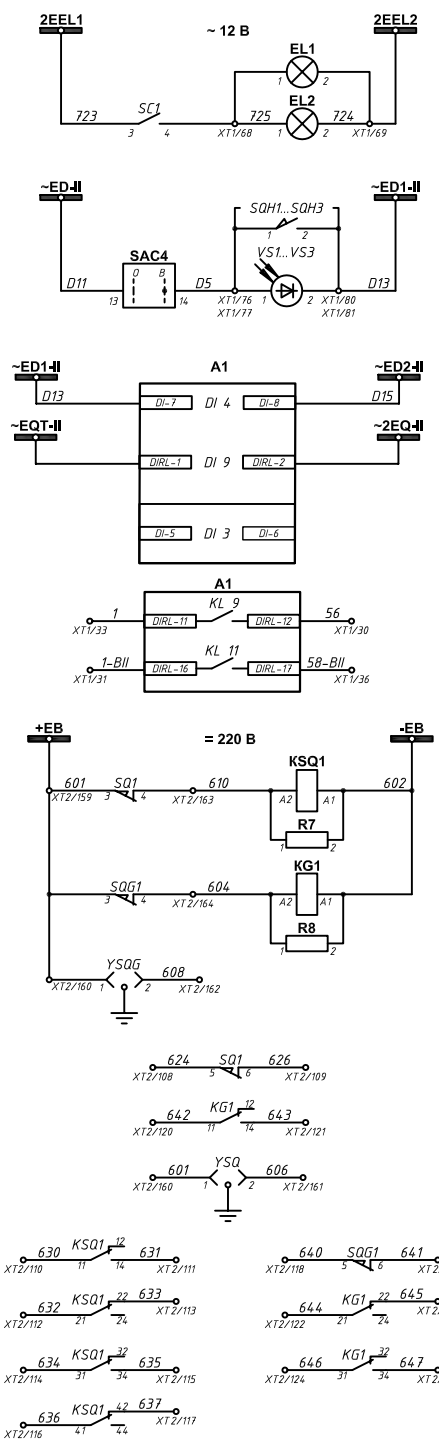 2EEL1 ~ 12 В 2EEL2
EL1
1 2
723 SC1 725 EL2 724
3 4 XT1/68 1 2 XT1/69
~ED-II ~ED1-II
SQH1...SQH3
1 2
SAC4 VS1...VS3
D11 O B D5 D13
13 14 XT1/76 1 2 XT1/80
XT1/77 XT1/81
A1
~ED1-II ~ED2-II
D13 DI-7 DI 4 DI-8 D15
~EQT-II ~2EQ-II
DIRL-1 DI 9 DIRL-2
DI-5 DI 3 DI-6
A1
1 DIRL-11 KL 9 DIRL-12 56
XT1/33 XT1/30
1-BII DIRL-16 KL 11 DIRL-17 58-BII
XT1/31 XT1/36
+EB = 220 В -EB
KSQ1
601 SQ1 610 602
XT2/159 3 4 XT2/163 A2 A1
R7
1 2
KG1
SQG1 604
3 4 XT2/164 A2 A1
R8
1 2
YSQG 608
XT2/160 1 2 XT2/162
624 SQ1 626
XT2/108 5 6 XT2/109
642 KG1 12 643
XT2/120 11 14 XT2/121
601 YSQ 606
XT2/160 1 2 XT2/161
630 KSQ1 12 631
XT2/110 11 14 XT2/111
640 SQG1 641
XT2/118 5 6
632 KSQ1 22 633
XT2/112 21 24 XT2/113
644 KG1 22 645
XT2/122 21 24
634 KSQ1 32 635
XT2/114 31 34 XT2/115
646 KG1 32 647
XT2/124 31 34
636 KSQ1 42 637
XT2/116 41 44 XT2/117